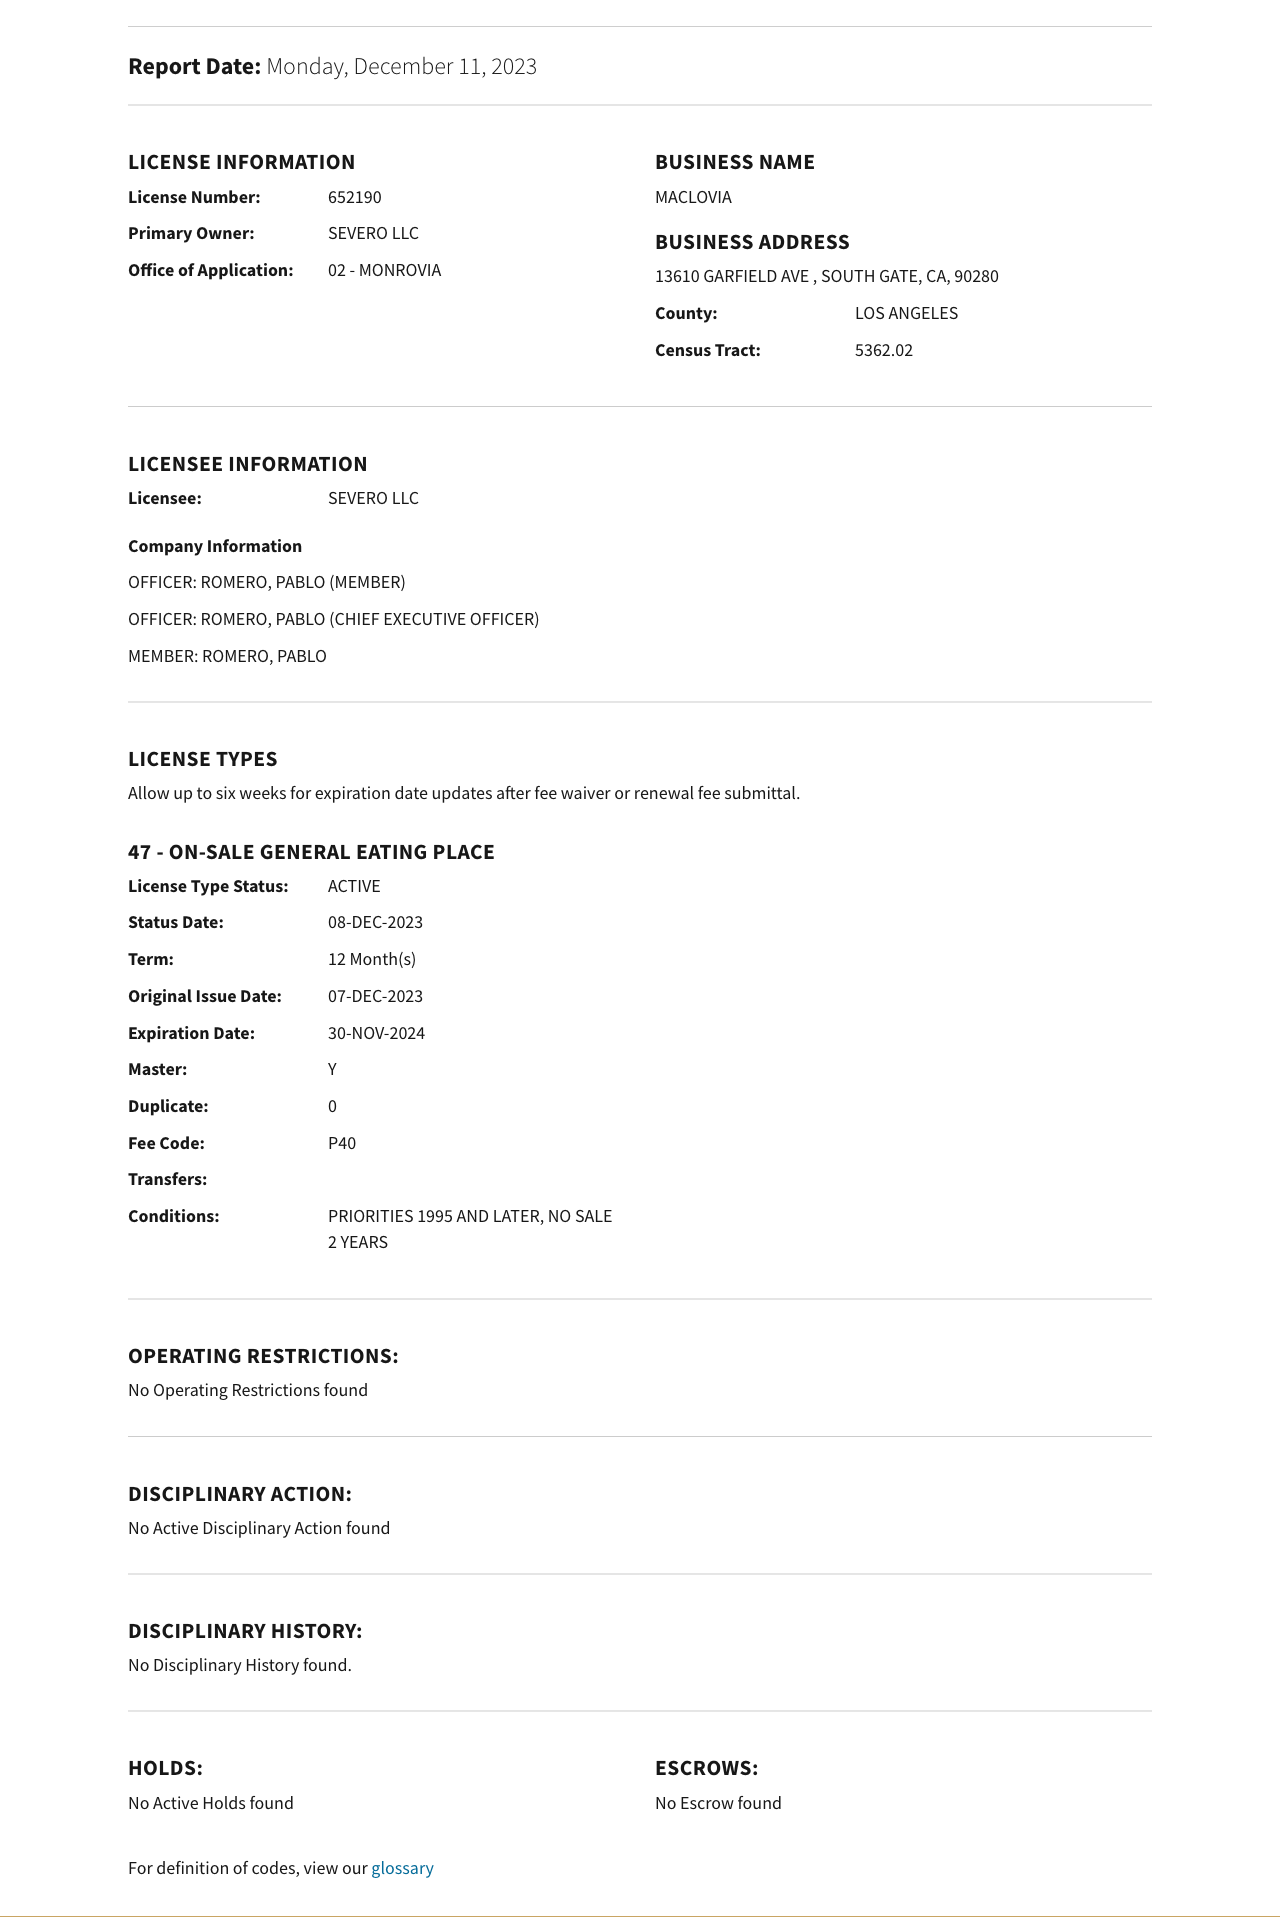 Report Date: Monday, December 11, 2023
LICENSE INFORMATION
License Number: 652190
Primary Owner: SEVERO LLC
Office of Application: 02 - MONROVIA
BUSINESS NAME
MACLOVIA
BUSINESS ADDRESS
13610 GARFIELD AVE , SOUTH GATE, CA, 90280
County: LOS ANGELES
Census Tract: 5362.02
LICENSEE INFORMATION
Licensee: SEVERO LLC
Company Information
OFFICER: ROMERO, PABLO (MEMBER)
OFFICER: ROMERO, PABLO (CHIEF EXECUTIVE OFFICER)
MEMBER: ROMERO, PABLO
LICENSE TYPES
Allow up to six weeks for expiration date updates after fee waiver or renewal fee submittal.
47 - ON-SALE GENERAL EATING PLACE
License Type Status: ACTIVE
Status Date: 08-DEC-2023
Term: 12 Month(s)
Original Issue Date: 07-DEC-2023
Expiration Date: 30-NOV-2024
Master: Y
Duplicate: 0
Fee Code: P40
Transfers:
Conditions: PRIORITIES 1995 AND LATER, NO SALE
2 YEARS
OPERATING RESTRICTIONS:
No Operating Restrictions found
DISCIPLINARY ACTION:
No Active Disciplinary Action found
DISCIPLINARY HISTORY:
No Disciplinary History found.
HOLDS:
No Active Holds found
ESCROWS:
No Escrow found
For definition of codes, view our glossary